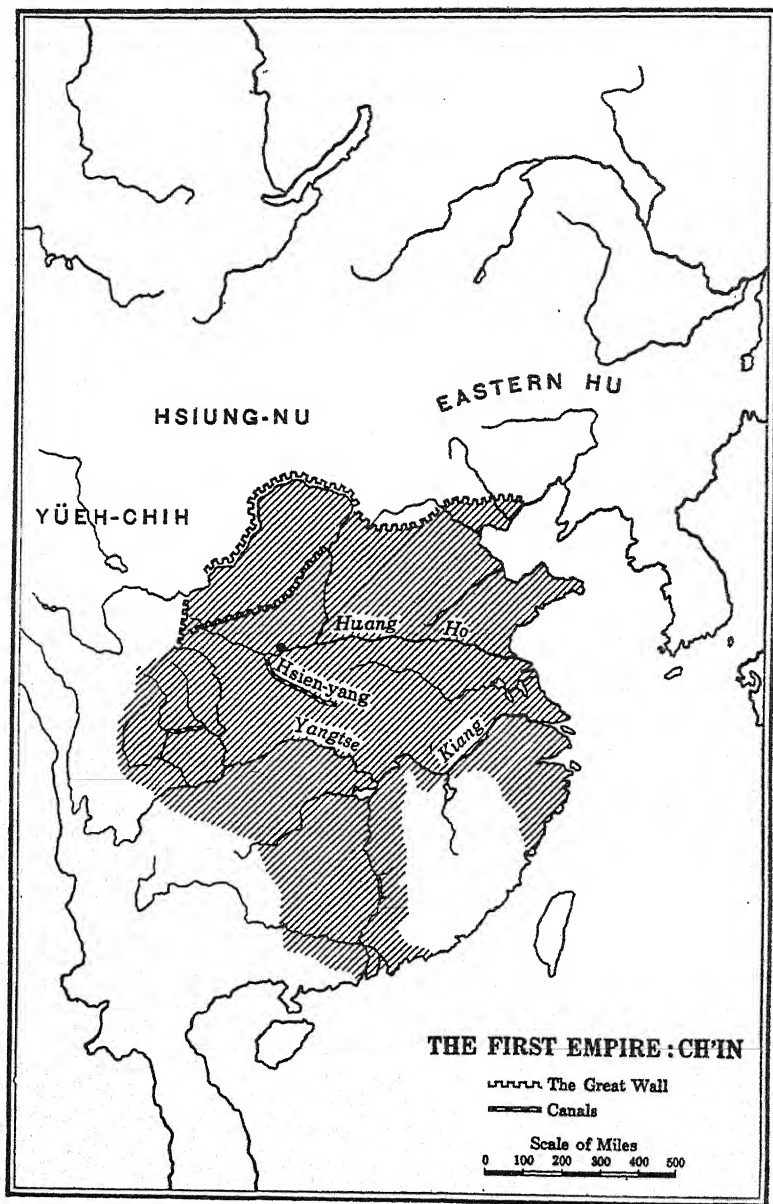 HSIUNG-NU
EASTERN HU
YÜEH-CHIH
Huang Ho
Hsien-yang
Yangtse Kiang
THE FIRST EMPIRE : CH'IN
The Great Wall
Canals
Scale of Miles
0 100 200 300 400 500